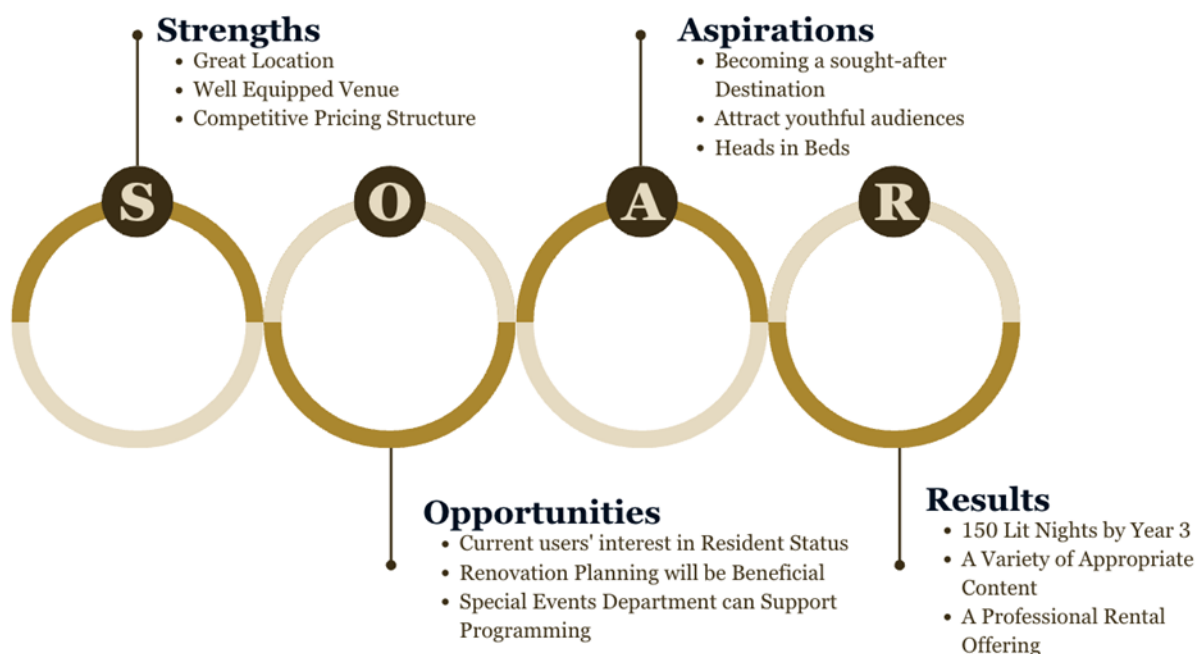 Strengths
• Great Location
• Well Equipped Venue
• Competitive Pricing Structure
Aspirations
• Becoming a sought-after
Destination
• Attract youthful audiences
• Heads in Beds
S
O
A
R
Opportunities
• Current users' interest in Resident Status
• Renovation Planning will be Beneficial
• Special Events Department can Support
Programming
Results
• 150 Lit Nights by Year 3
• A Variety of Appropriate
Content
• A Professional Rental
Offering